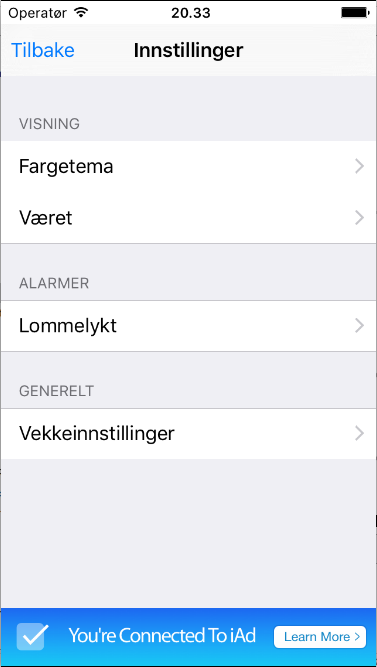 Operatør 20.33
Tilbake Innstillinger
VISNING
Fargetema
Været
ALARMER
Lommelykt
GENERELT
Vekkeinnstillinger
You're Connected To iAd Learn More >